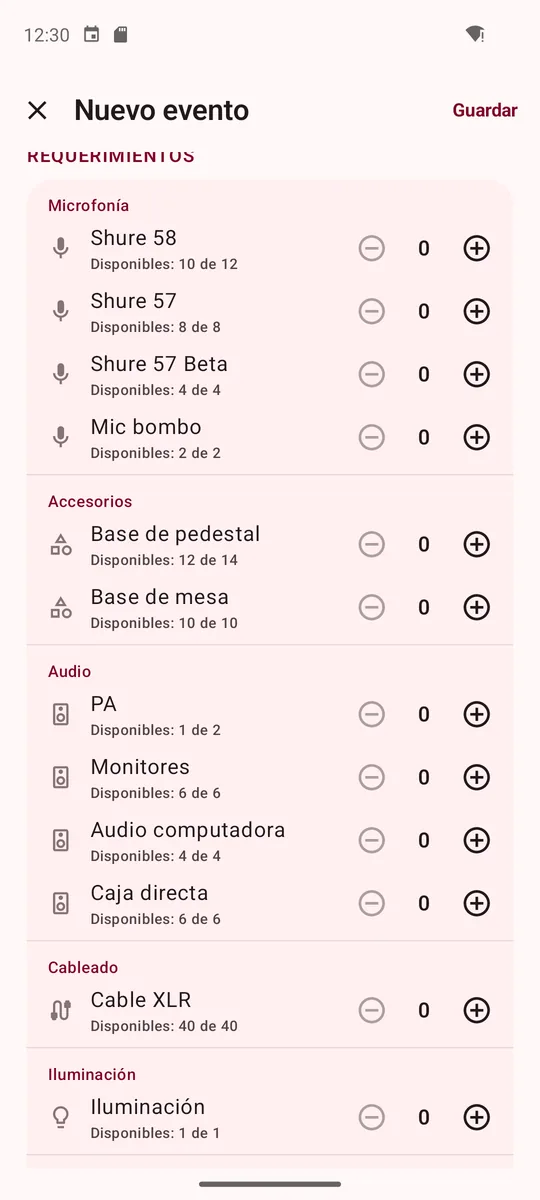 12:30
Nuevo evento
Guardar
REQUERIMIENTOS
Microfonía
Shure 58
Disponibles: 10 de 12
0
Shure 57
Disponibles: 8 de 8
0
Shure 57 Beta
Disponibles: 4 de 4
0
Mic bombo
Disponibles: 2 de 2
0
Accesorios
Base de pedestal
Disponibles: 12 de 14
0
Base de mesa
Disponibles: 10 de 10
0
Audio
PA
Disponibles: 1 de 2
0
Monitores
Disponibles: 6 de 6
0
Audio computadora
Disponibles: 4 de 4
0
Caja directa
Disponibles: 6 de 6
0
Cableado
Cable XLR
Disponibles: 40 de 40
0
Iluminación
Iluminación
Disponibles: 1 de 1
0